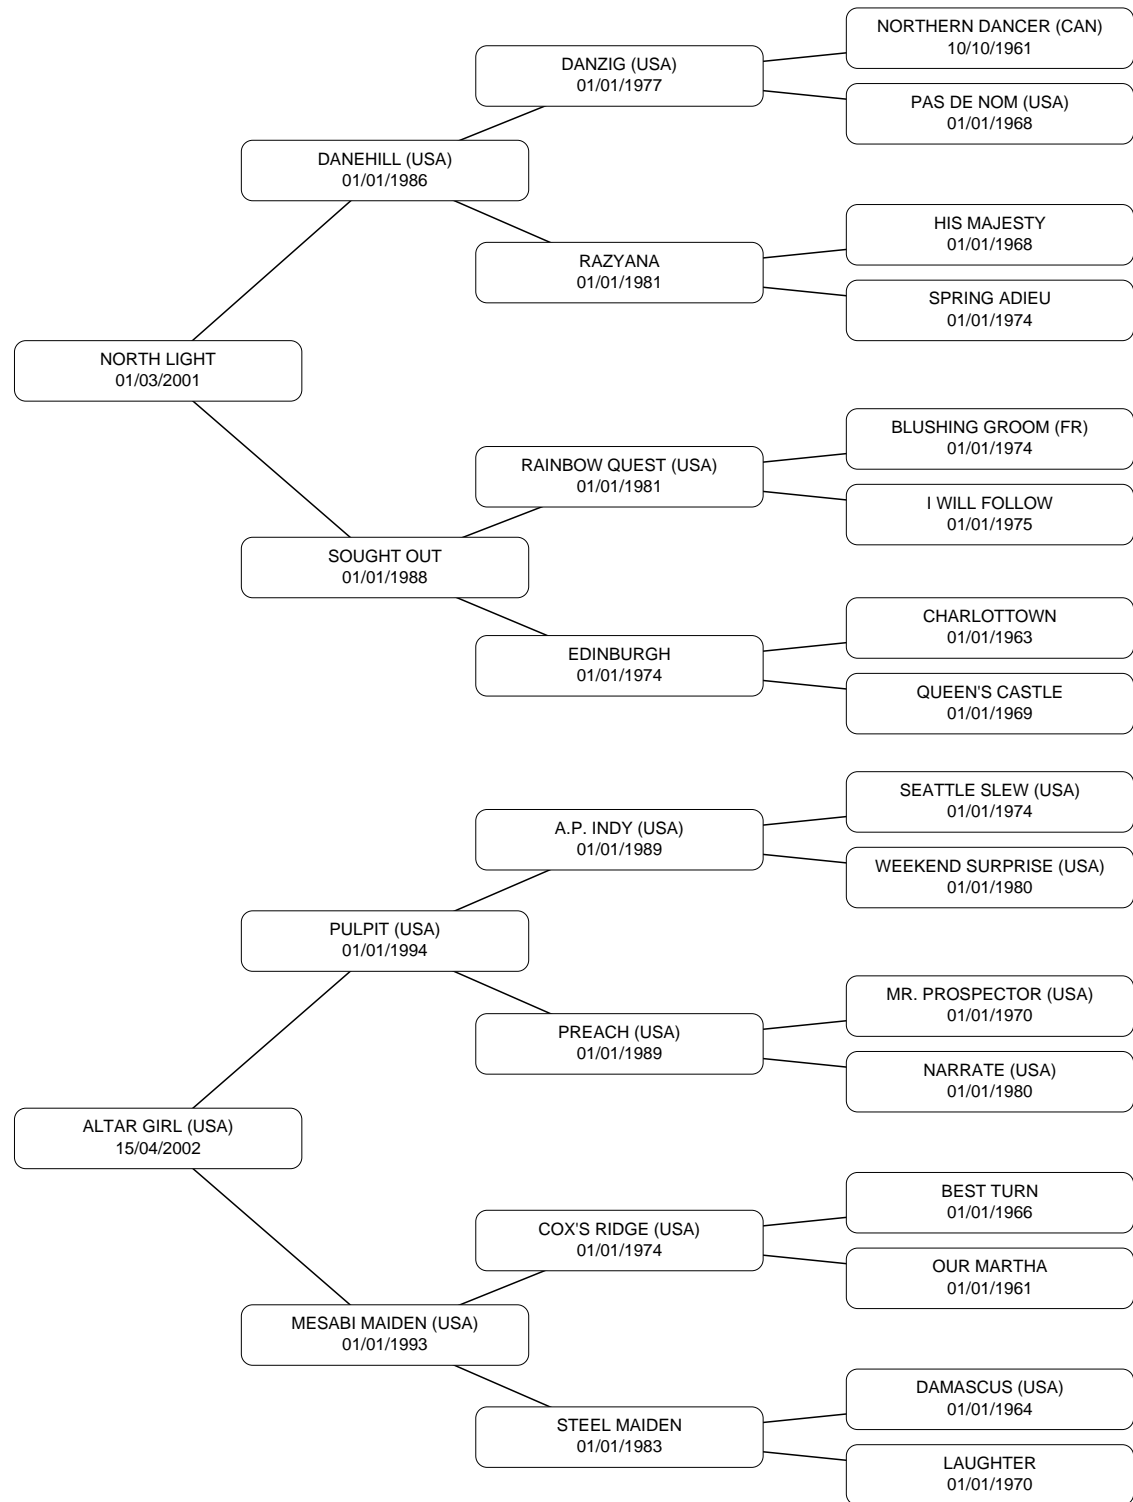 NORTHERN DANCER (CAN)
10/10/1961
DANZIG (USA)
01/01/1977
PAS DE NOM (USA)
01/01/1968
DANEHILL (USA)
01/01/1986
HIS MAJESTY
01/01/1968
RAZYANA
01/01/1981
SPRING ADIEU
01/01/1974
NORTH LIGHT
01/03/2001
BLUSHING GROOM (FR)
01/01/1974
RAINBOW QUEST (USA)
01/01/1981
I WILL FOLLOW
01/01/1975
SOUGHT OUT
01/01/1988
CHARLOTTOWN
01/01/1963
EDINBURGH
01/01/1974
QUEEN'S CASTLE
01/01/1969
SEATTLE SLEW (USA)
01/01/1974
A.P. INDY (USA)
01/01/1989
WEEKEND SURPRISE (USA)
01/01/1980
PULPIT (USA)
01/01/1994
MR. PROSPECTOR (USA)
01/01/1970
PREACH (USA)
01/01/1989
NARRATE (USA)
01/01/1980
ALTAR GIRL (USA)
15/04/2002
BEST TURN
01/01/1966
COX'S RIDGE (USA)
01/01/1974
OUR MARTHA
01/01/1961
MESABI MAIDEN (USA)
01/01/1993
DAMASCUS (USA)
01/01/1964
STEEL MAIDEN
01/01/1983
LAUGHTER
01/01/1970